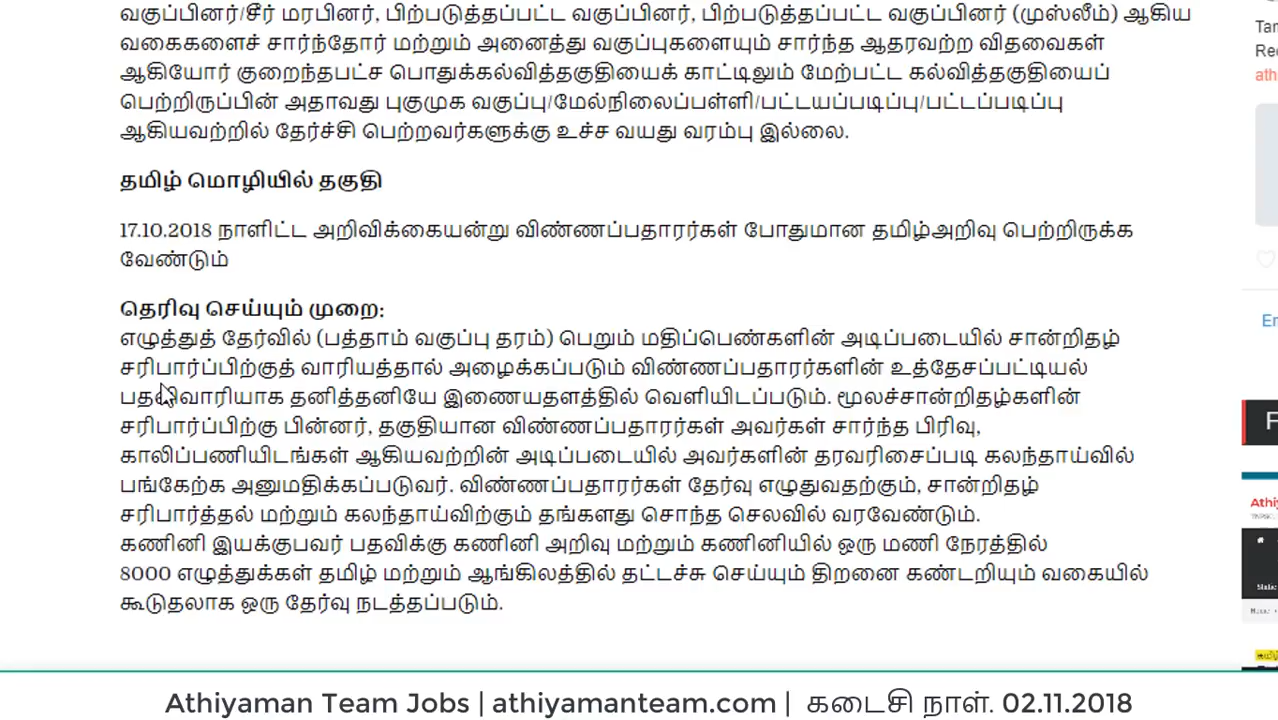 வகுப்பினர்/சீர் மரபினர், பிற்படுத்தப்பட்ட வகுப்பினர், பிற்படுத்தப்பட்ட வகுப்பினர் (முஸ்லீம்) ஆகிய
வகைகளைச் சார்ந்தோர் மற்றும் அனைத்து வகுப்புகளையும் சார்ந்த ஆதரவற்ற விதவைகள்
ஆகியோர் குறைந்தபட்ச பொதுக்கல்வித்தகுதியைக் காட்டிலும் மேற்பட்ட கல்வித்தகுதியைப்
பெற்றிருப்பின் அதாவது புகுமுக வகுப்பு/மேல்நிலைப்பள்ளி/பட்டயப்படிப்பு/பட்டப்படிப்பு
ஆகியவற்றில் தேர்ச்சி பெற்றவர்களுக்கு உச்ச வயது வரம்பு இல்லை.
தமிழ் மொழியில் தகுதி
17.10.2018 நாளிட்ட அறிவிக்கையன்று விண்ணப்பதாரர்கள் போதுமான தமிழ்அறிவு பெற்றிருக்க
வேண்டும்
தெரிவு செய்யும் முறை:
எழுத்துத் தேர்வில் (பத்தாம் வகுப்பு தரம்) பெறும் மதிப்பெண்களின் அடிப்படையில் சான்றிதழ்
சரிபார்ப்பிற்குத் வாரியத்தால் அழைக்கப்படும் விண்ணப்பதாரர்களின் உத்தேசப்பட்டியல்
பதவிவாரியாக தனித்தனியே இணையதளத்தில் வெளியிடப்படும். மூலச்சான்றிதழ்களின்
சரிபார்ப்பிற்கு பின்னர், தகுதியான விண்ணப்பதாரர்கள் அவர்கள் சார்ந்த பிரிவு,
காலிப்பணியிடங்கள் ஆகியவற்றின் அடிப்படையில் அவர்களின் தரவரிசைப்படி கலந்தாய்வில்
பங்கேற்க அனுமதிக்கப்படுவர். விண்ணப்பதாரர்கள் தேர்வு எழுதுவதற்கும், சான்றிதழ்
சரிபார்த்தல் மற்றும் கலந்தாய்விற்கும் தங்களது சொந்த செலவில் வரவேண்டும்.
கணினி இயக்குபவர் பதவிக்கு கணினி அறிவு மற்றும் கணினியில் ஒரு மணி நேரத்தில்
8000 எழுத்துக்கள் தமிழ் மற்றும் ஆங்கிலத்தில் தட்டச்சு செய்யும் திறனை கண்டறியும் வகையில்
கூடுதலாக ஒரு தேர்வு நடத்தப்படும்.
Athiyaman Team Jobs | athiyamanteam.com | கடைசி நாள். 02.11.2018